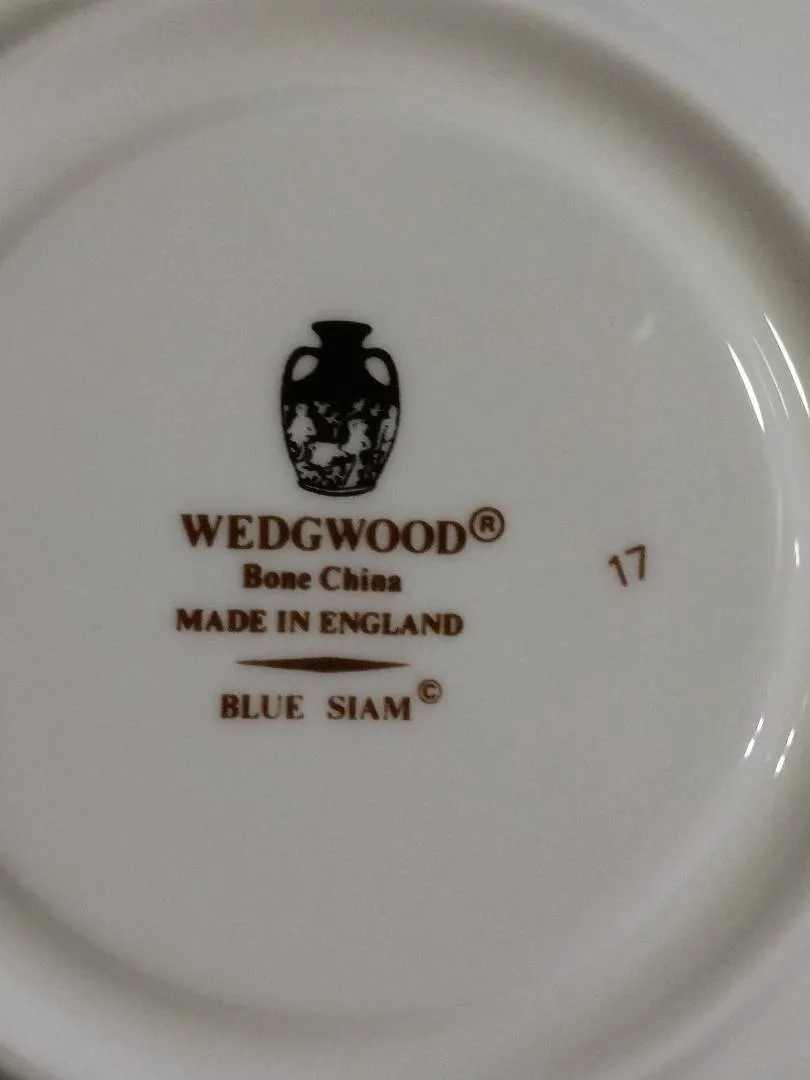 WEDGWOOD®
Bone China
MADE IN ENGLAND
BLUE SIAM©
17